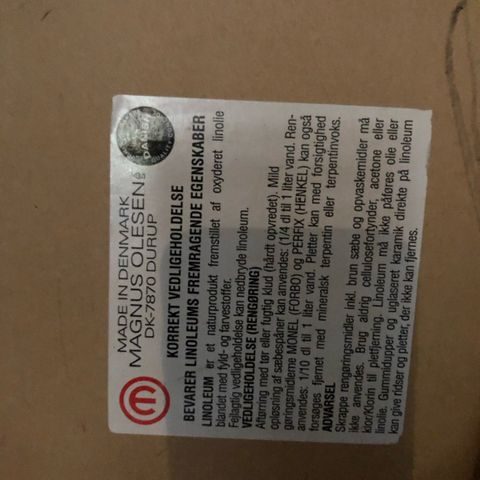 MADE IN DENMARK
MAGNUS OLESEN
DK-7870 DURUP
DANSK
KORREKT VEDLIGEHOLDELSE
BEVARER LINOLEUMS FREMRAGENDE EGENSKABER
LINOLEUM er et naturprodukt fremstillet af oxyderet linolie
blandet med fyld- og farvestoffer.
Fejlagtig vedligeholdelse kan nedbryde linoleum.
VEDLIGEHOLDELSE (RENGØRING)
Aftørring med tør eller fugtig klud (hårdt opvredet). Mild
opløsning af sæbespåner kan anvendes: (1/4 dl til 1 liter vand. Ren-
gøringsmidlerne MONEL (FORBO) og PERFIX (HENKEL) kan også
anvendes: 1/10 dl til 1 liter vand. Pletter kan med forsigtighed
forsøges fjernet med mineralsk terpentin eller terpentinvoks.
ADVARSEL
Skrappe rengøringsmidler inkl. brun sæbe og opvaskemidler må
ikke anvendes. Brug aldrig cellulosefortynder, acetone eller
klor/Klorin til pletfjerning. Linoleum må ikke påføres olie eller
linolie. Gummidupper og uglaseret karamik direkte på linoleum
kan give ridser og pletter, der ikke kan fjernes.